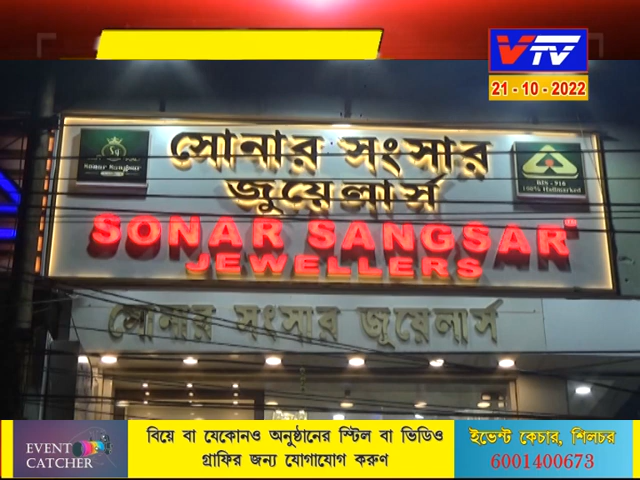 VTV
21 - 10 - 2022
সোনার সংসার
জুয়েলার্স
SONAR SANGSAR
JEWELLERS
Sonar Sangsar
BIS - 916
100% Hallmarked
সোনার সংসার জুয়েলার্স
EVENT
CATCHER
বিয়ে বা যেকোনও অনুষ্ঠানের স্টিল বা ভিডিও
গ্রাফির জন্য যোগাযোগ করুণ
ইভেন্ট কেচার, শিলচর
6001400673